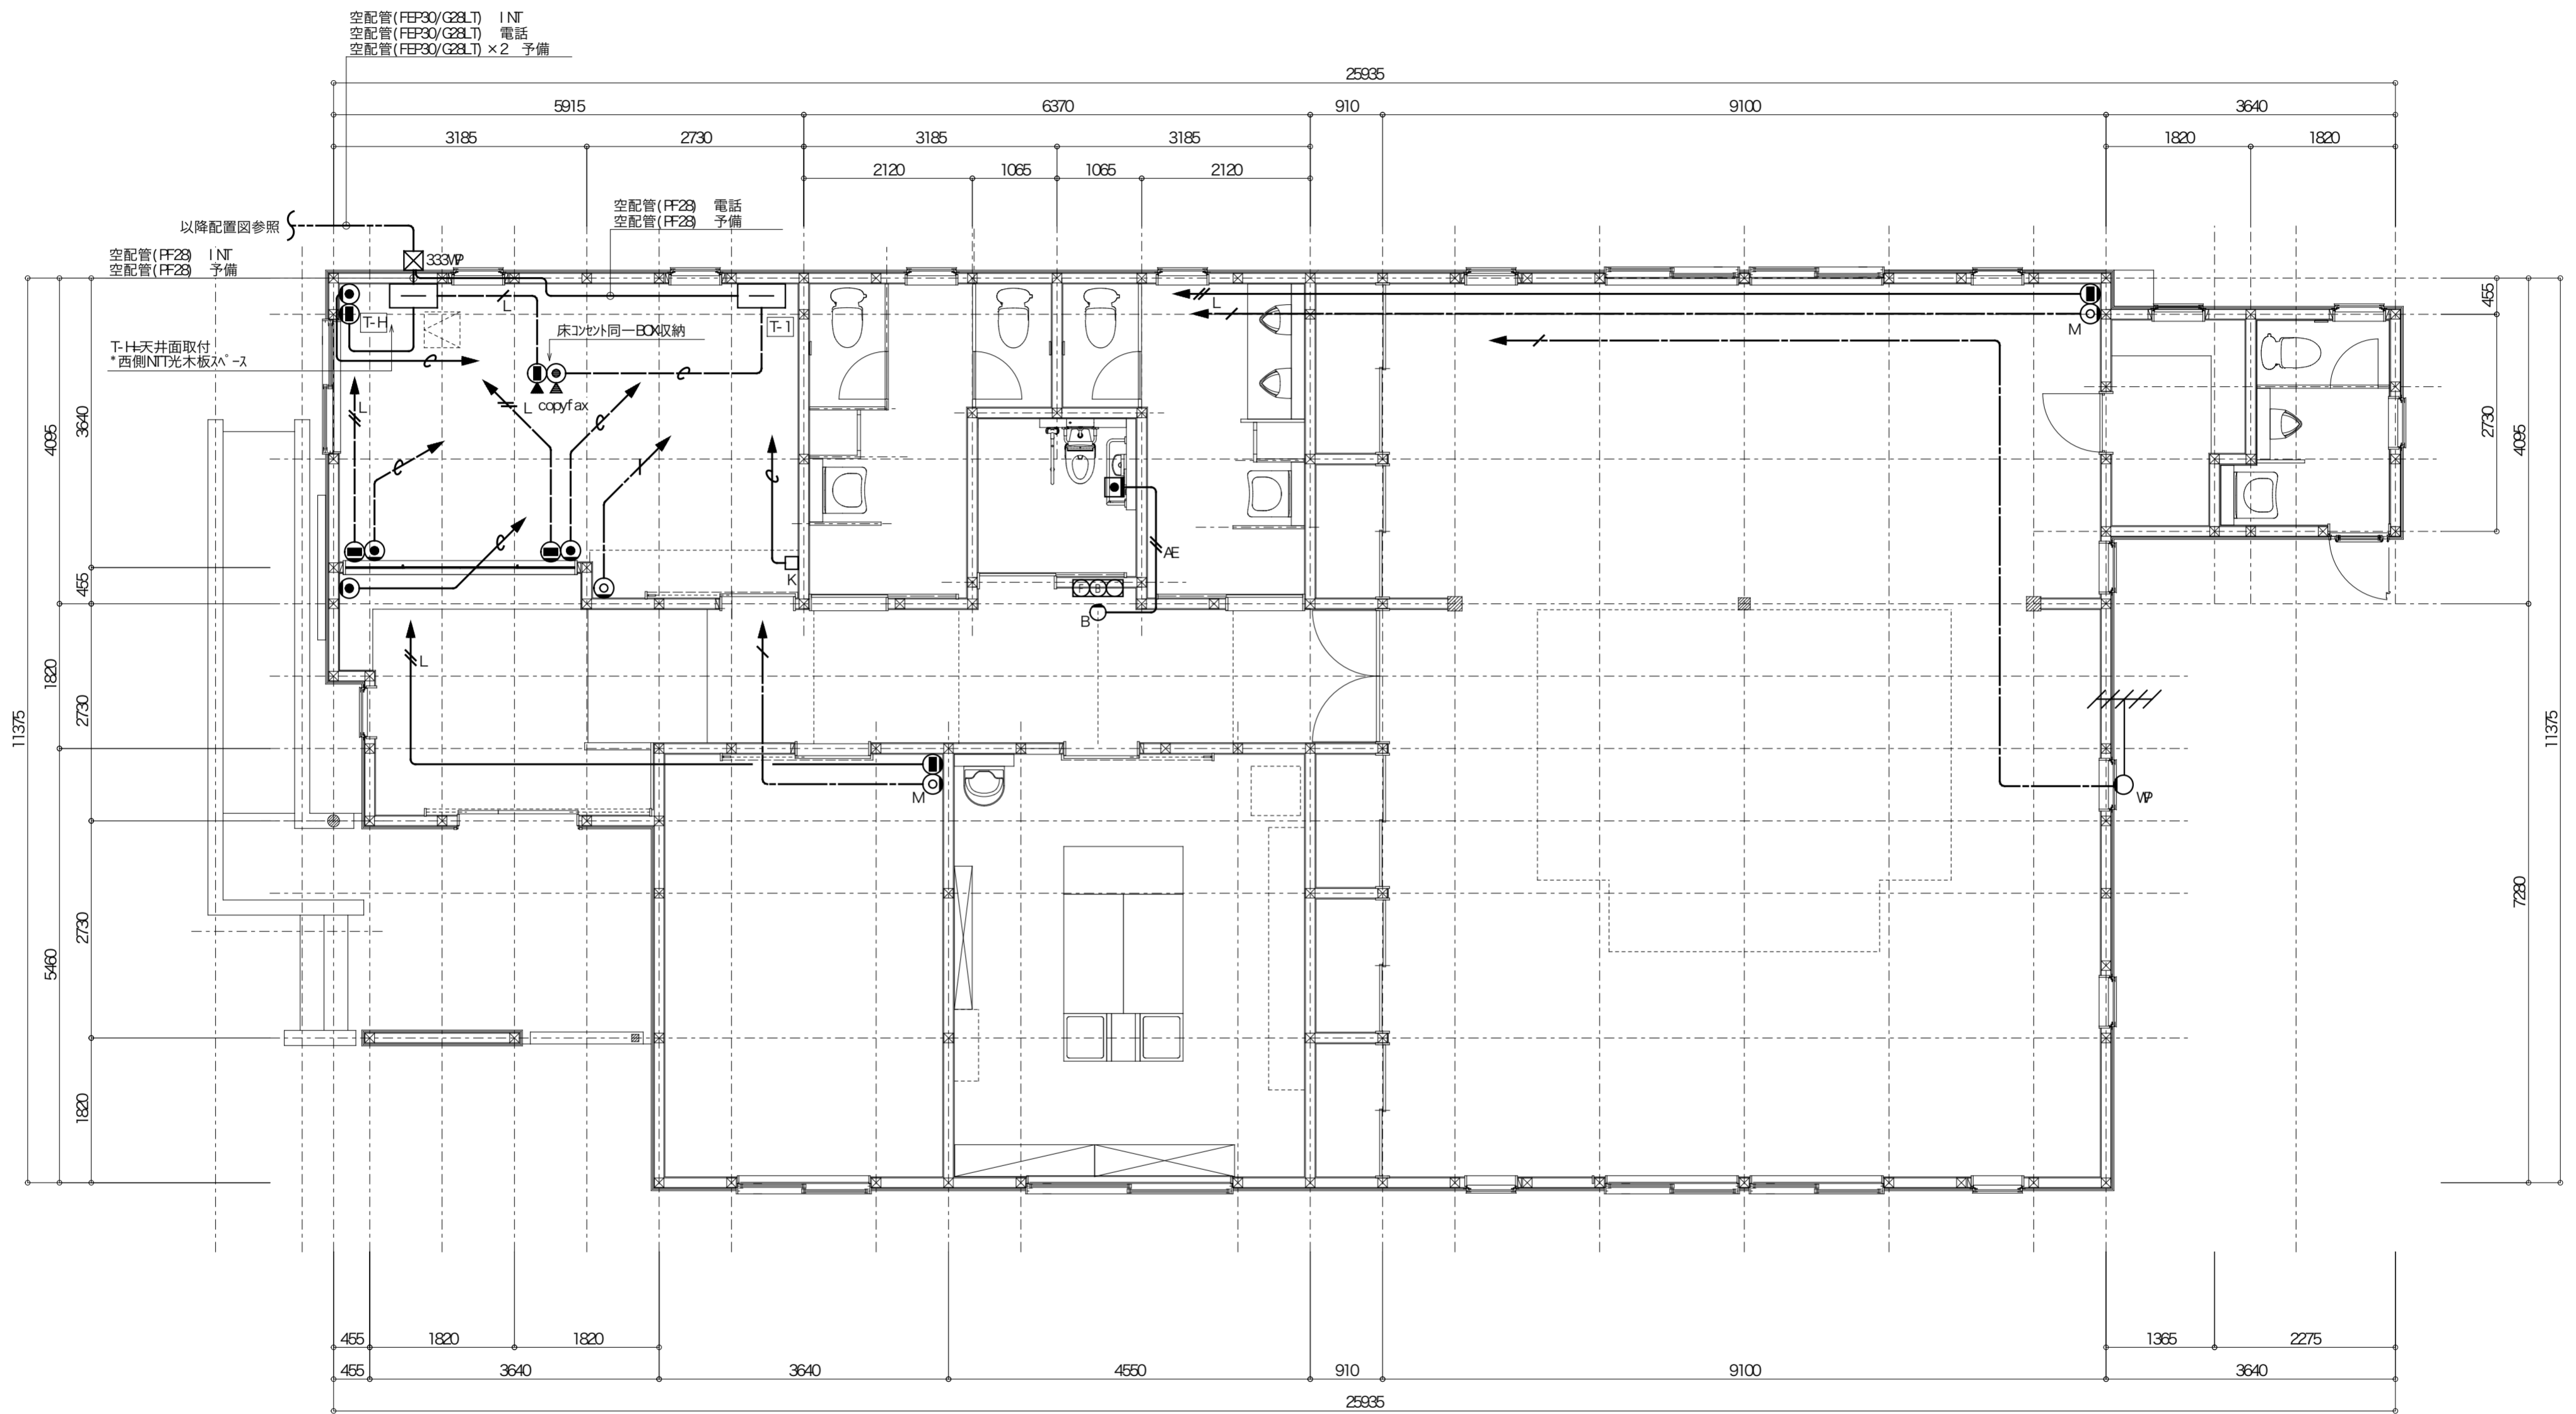 空配管(FEP30/G28LT) INT
空配管(FEP30/G28LT) 電話
空配管(FEP30/G28LT)×2 予備
25935
5915
6370
910
9100
3640
3185
2730
3185
3185
1820
1820
2120
1065
1065
2120
空配管(PF28) 電話
空配管(PF28) 予備
以降配置図参照
空配管(PF28) INT
空配管(PF28) 予備
333WP
L
L
M
T-H
T-1
床コンセント同一BOX収納
T-H=天井面取付
*西側NTT光木板スペース
L
L
copyfax
455
3640
4095
2730
4095
AE
K
455
F
B
B
L
1820
2730
11375
11375
M
WP
7280
2730
5460
1820
455
1820
1820
1365
2275
455
3640
3640
4550
910
9100
3640
25935